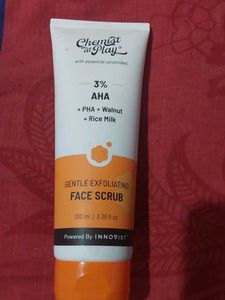 Chemist
at Play®
with essential ceramides
3%
AHA
+ PHA + Walnut
+ Rice Milk
GENTLE EXFOLIATING
FACE SCRUB
100 ml / 3.38 fl oz
Powered By INNOVIST